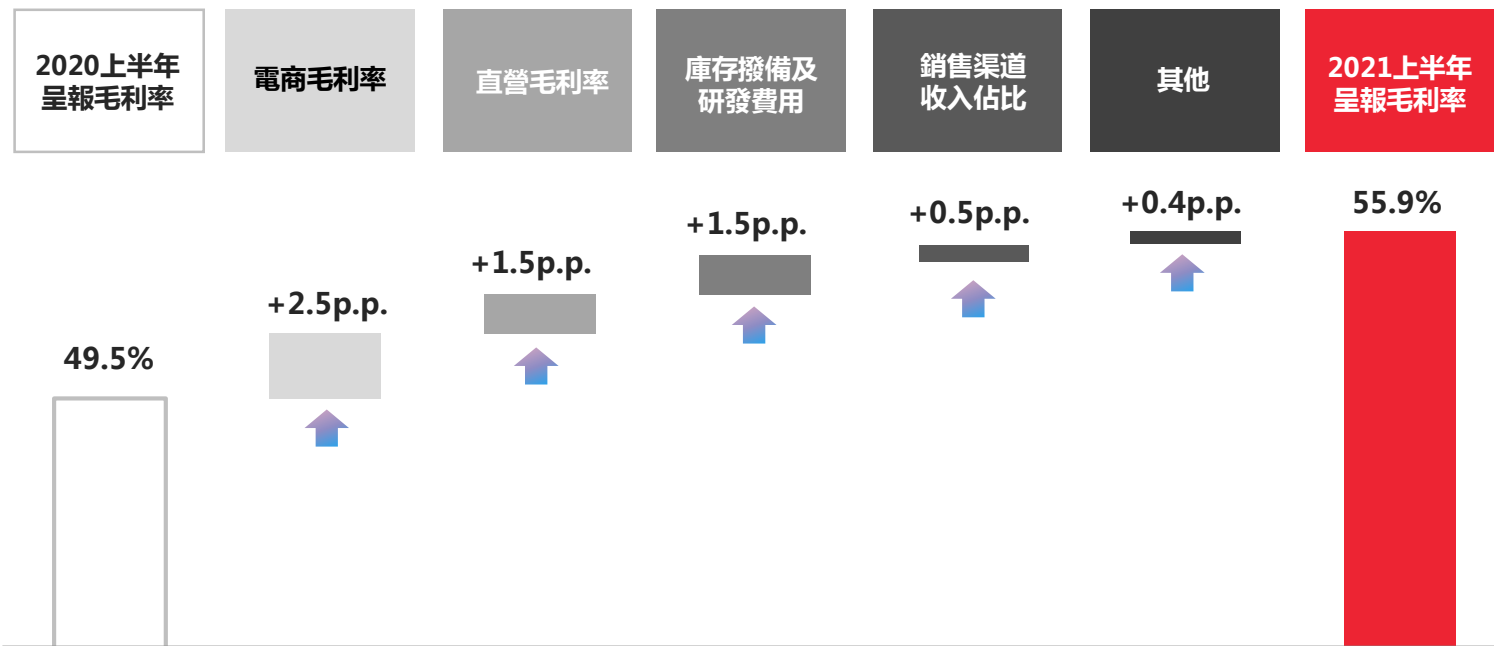 2020上半年
呈報毛利率
電商毛利率
直營毛利率
庫存撥備及
研發費用
銷售渠道
收入佔比
其他
2021上半年
呈報毛利率
49.5%
+2.5p.p.
+1.5p.p.
+1.5p.p.
+0.5p.p.
+0.4p.p.
55.9%